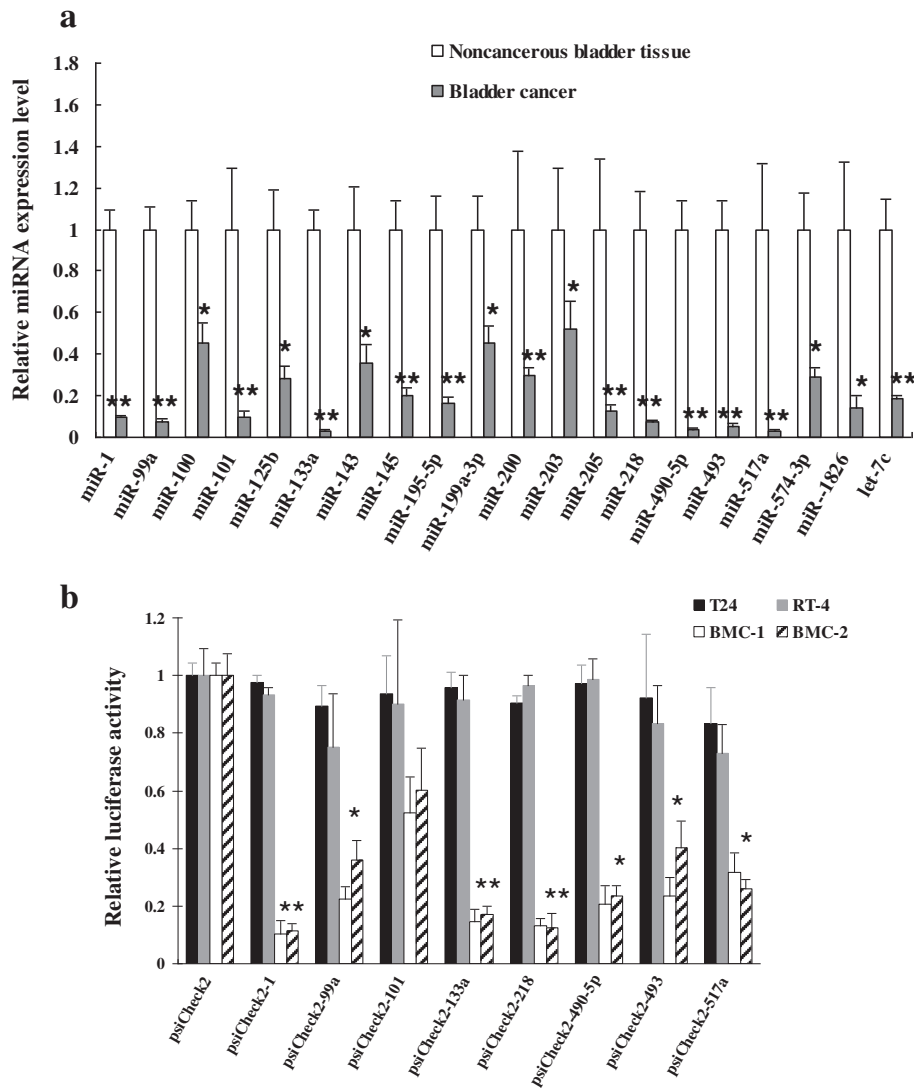 a
Noncancerous bladder tissue
Bladder cancer
Relative miRNA expression level
1.8
1.6
1.4
1.2
1
0.8
0.6
0.4
0.2
0
** ** * ** * ** * ** ** * ** * ** ** ** ** ** * * **
miR-1
miR-99a
miR-100
miR-101
miR-125b
miR-133a
miR-143
miR-145
miR-195-5p
miR-199a-3p
miR-200
miR-203
miR-205
miR-218
miR-490-5p
miR-493
miR-517a
miR-574-3p
miR--1826
let-7c
b
T24
RT-4
BMC-1
BMC-2
Relative luciferase activity
1.2
1
0.8
0.6
0.4
0.2
0
** * ** ** * * *
psiCheck2
psiCheck2-1
psiCheck2-99a
psiCheck2-101
psiCheck2-133a
psiCheck2-218
psiCheck2-490-5p
psiCheck2-493
psiCheck2-517a